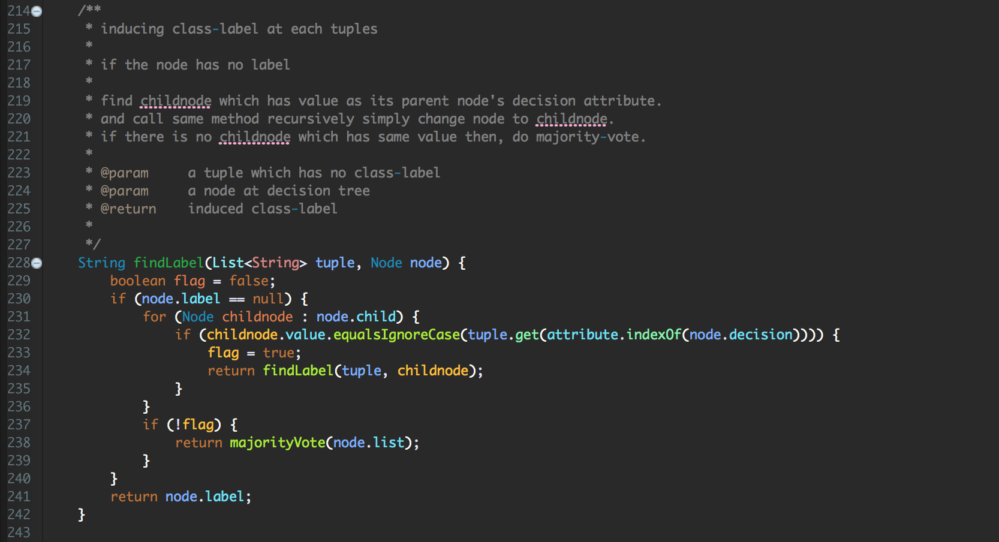 214 /**
215 * inducing class-label at each tuples
216 *
217 * if the node has no label
218 *
219 * find childnode which has value as its parent node's decision attribute.
220 * and call same method recursively simply change node to childnode.
221 * if there is no childnode which has same value then, do majority-vote.
222 *
223 * @param     a tuple which has no class-label
224 * @param     a node at decision tree
225 * @return    induced class-label
226 *
227 */
228 String findLabel(List<String> tuple, Node node) {
229     boolean flag = false;
230     if (node.label == null) {
231         for (Node childnode : node.child) {
232             if (childnode.value.equalsIgnoreCase(tuple.get(attribute.indexOf(node.decision)))) {
233                 flag = true;
234                 return findLabel(tuple, childnode);
235             }
236         }
237         if (!flag) {
238             return majorityVote(node.list);
239         }
240     }
241     return node.label;
242 }
243